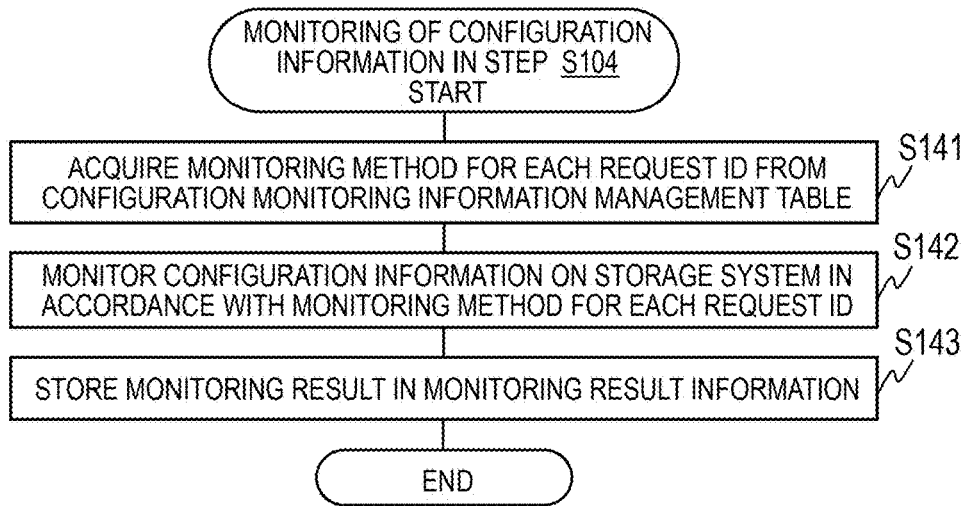 MONITORING OF CONFIGURATION
INFORMATION IN STEP S104
START
S141
ACQUIRE MONITORING METHOD FOR EACH REQUEST ID FROM
CONFIGURATION MONITORING INFORMATION MANAGEMENT TABLE
S142
MONITOR CONFIGURATION INFORMATION ON STORAGE SYSTEM IN
ACCORDANCE WITH MONITORING METHOD FOR EACH REQUEST ID
S143
STORE MONITORING RESULT IN MONITORING RESULT INFORMATION
END